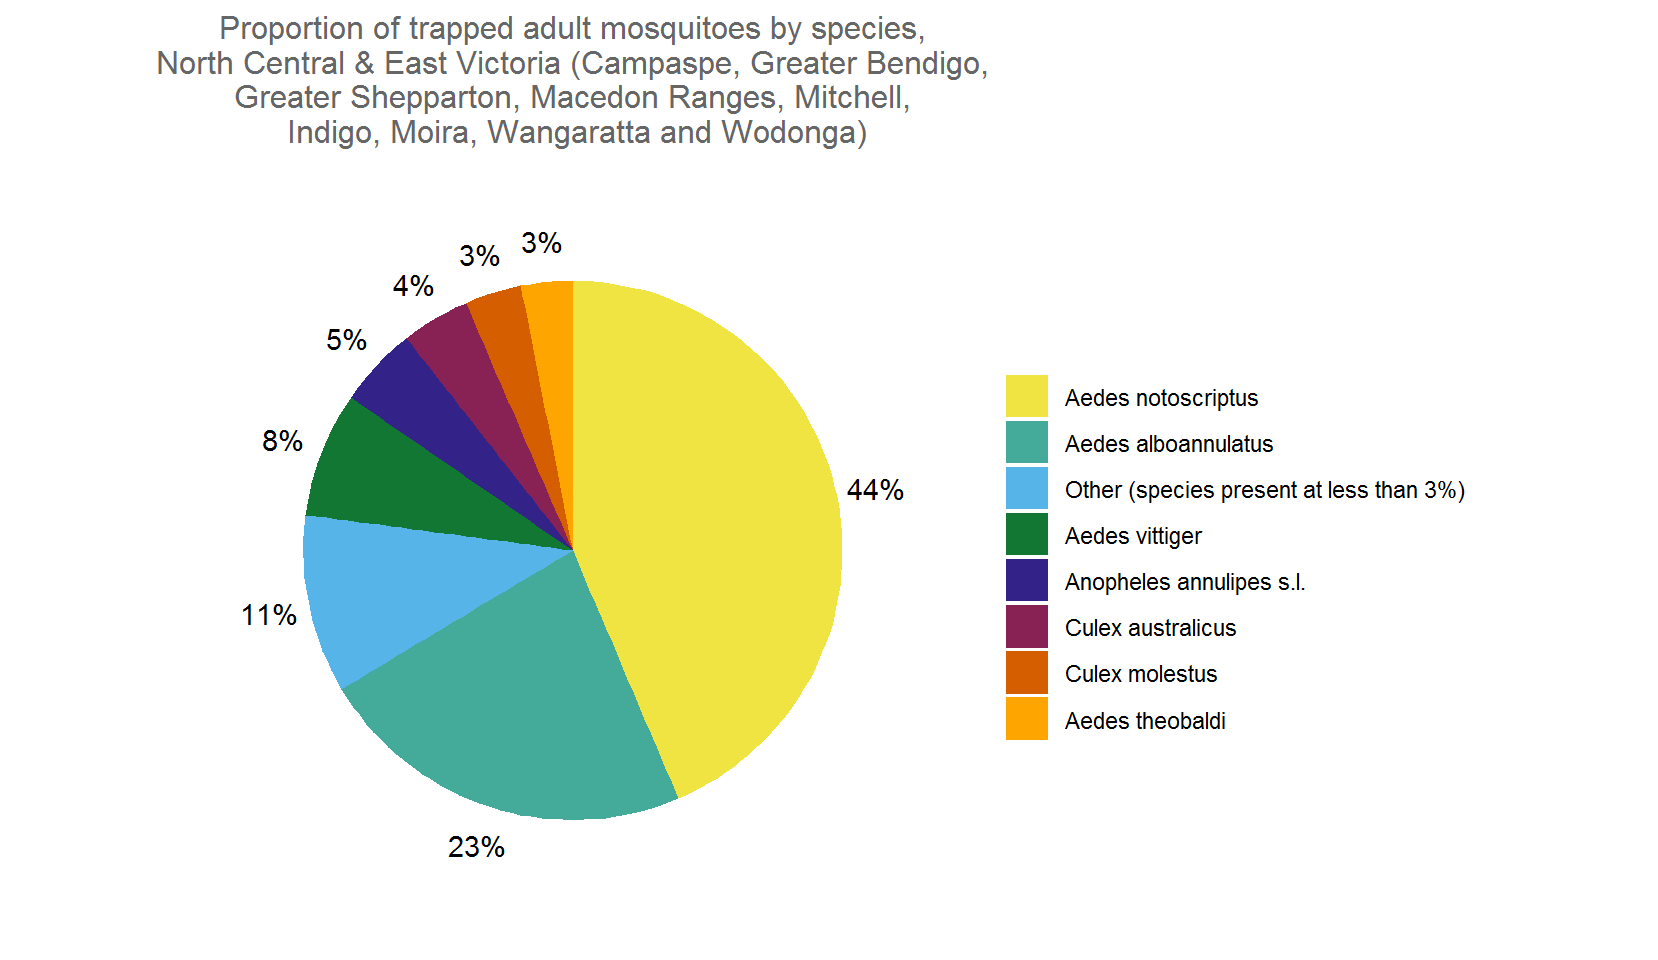 Proportion of trapped adult mosquitoes by species,
North Central & East Victoria (Campaspe, Greater Bendigo,
Greater Shepparton, Macedon Ranges, Mitchell,
Indigo, Moira, Wangaratta and Wodonga)
3%
3%
4%
5%
8%
11%
23%
44%
Aedes notoscriptus
Aedes alboannulatus
Other (species present at less than 3%)
Aedes vittiger
Anopheles annulipes s.l.
Culex australicus
Culex molestus
Aedes theobaldi